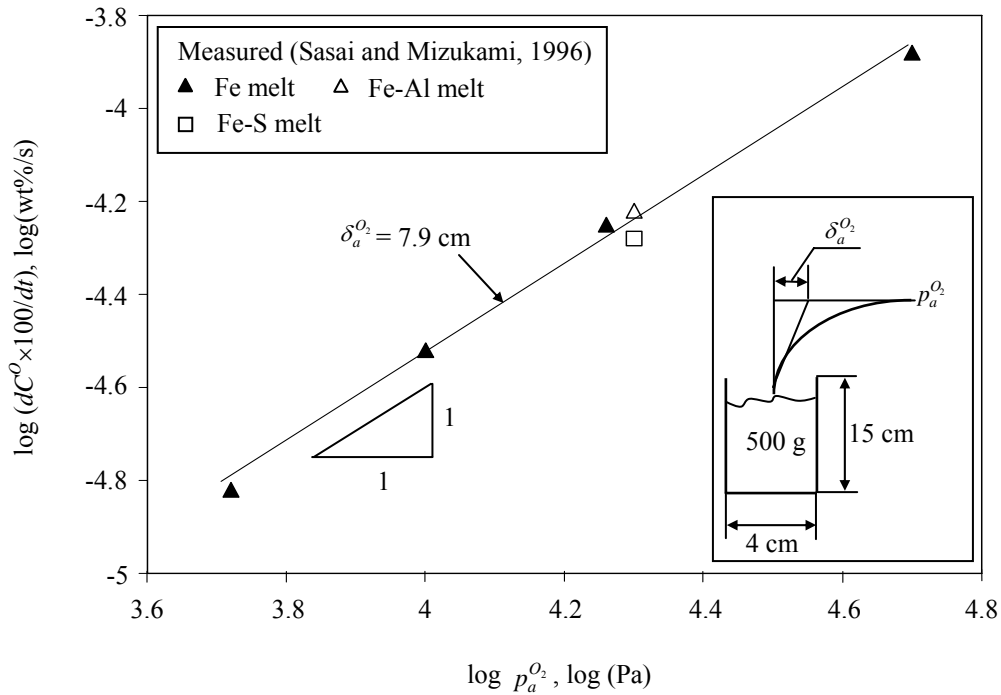 -3.8
-4
-4.2
-4.4
-4.6
-4.8
-5
log (dC^O×100/dt), log(wt%/s)
Measured (Sasai and Mizukami, 1996)
▲ Fe melt △ Fe-Al melt
□ Fe-S melt
δ_a^{O_2} = 7.9 cm
1
1
δ_a^{O_2}
p_a^{O_2}
500 g
15 cm
4 cm
3.6 3.8 4 4.2 4.4 4.6 4.8
log p_a^{O_2}, log (Pa)